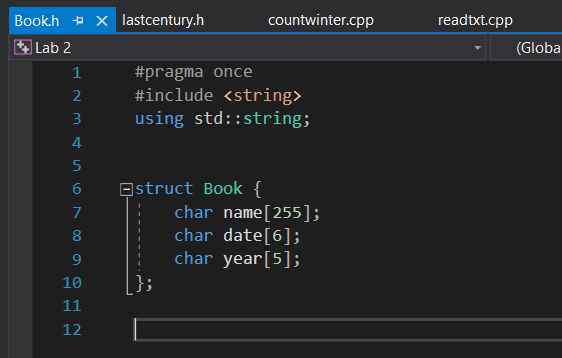 Book.h lastcentury.h countwinter.cpp readtxt.cpp
Lab 2 (Globa
1 #pragma once
2 #include <string>
3 using std::string;
4
5
6 struct Book {
7 char name[255];
8 char date[6];
9 char year[5];
10 };
11
12